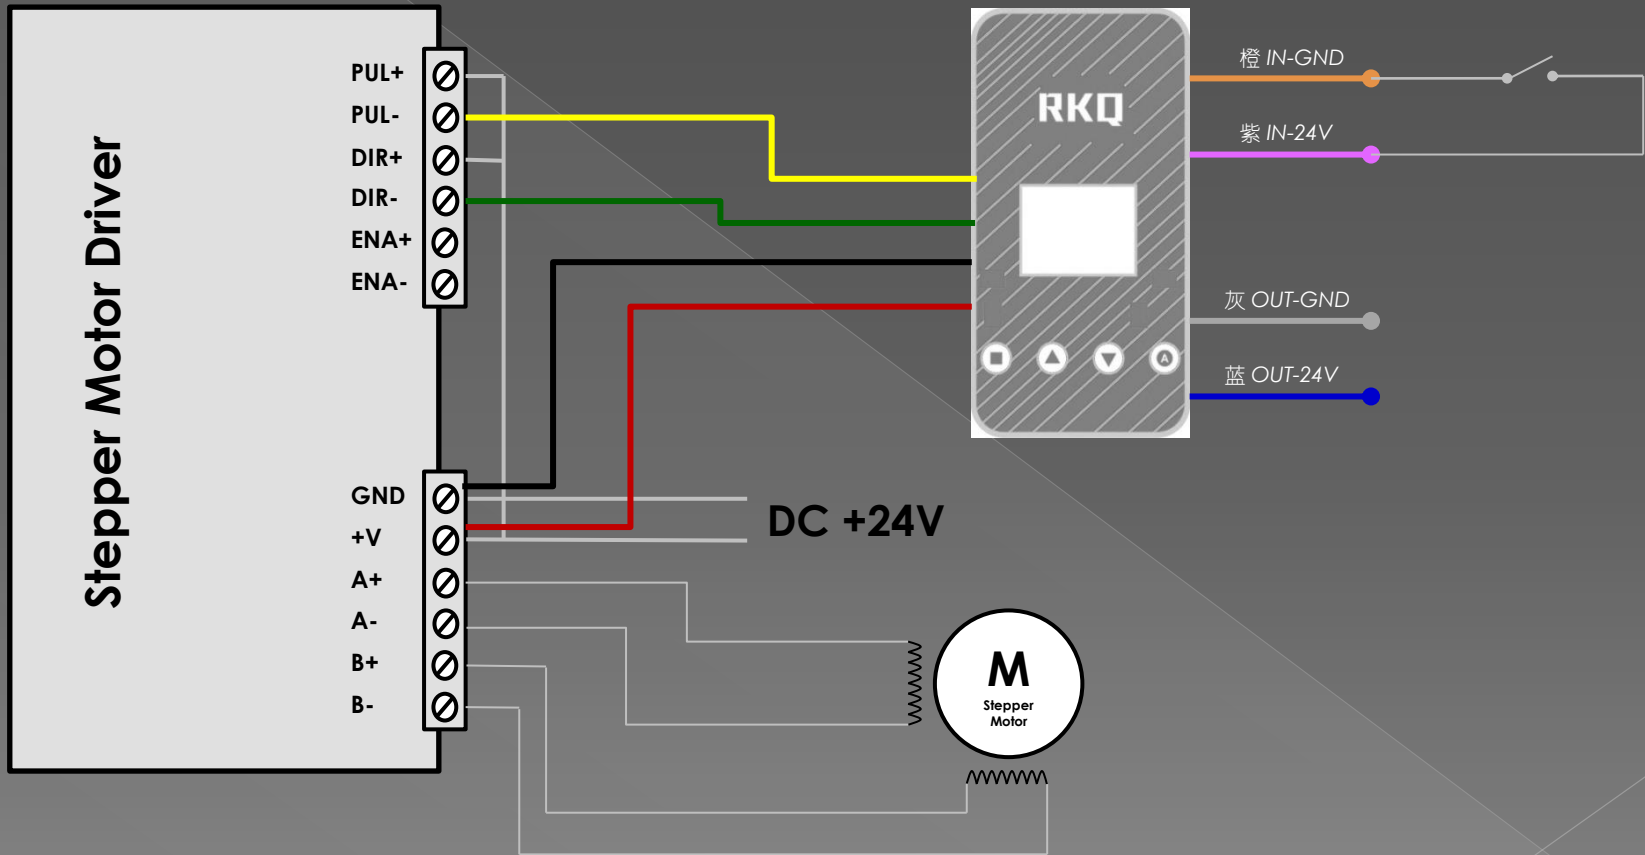 Stepper Motor Driver
PUL+
PUL-
DIR+
DIR-
ENA+
ENA-
GND
+V
A+
A-
B+
B-
DC +24V
RKQ
A
橙 IN-GND
紫 IN-24V
灰 OUT-GND
蓝 OUT-24V
M
Stepper
Motor